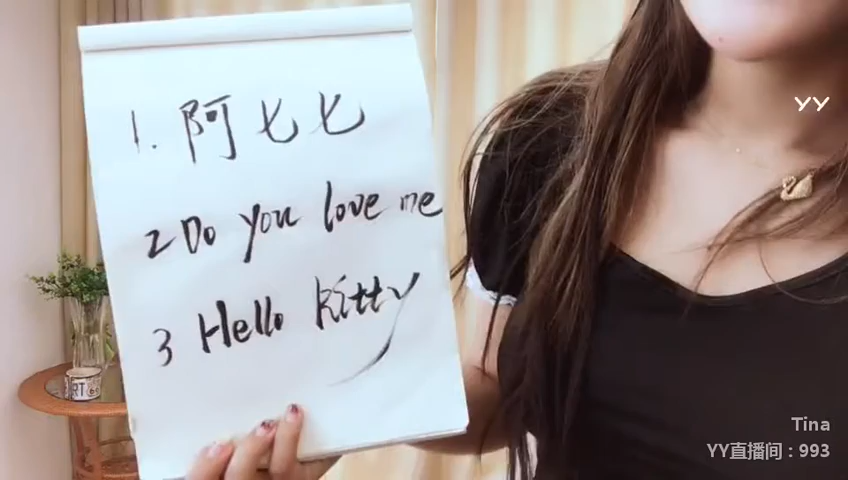 1. 阿七七
2 Do you love me
3 Hello Kitty
YY
Tina
YY直播间：993